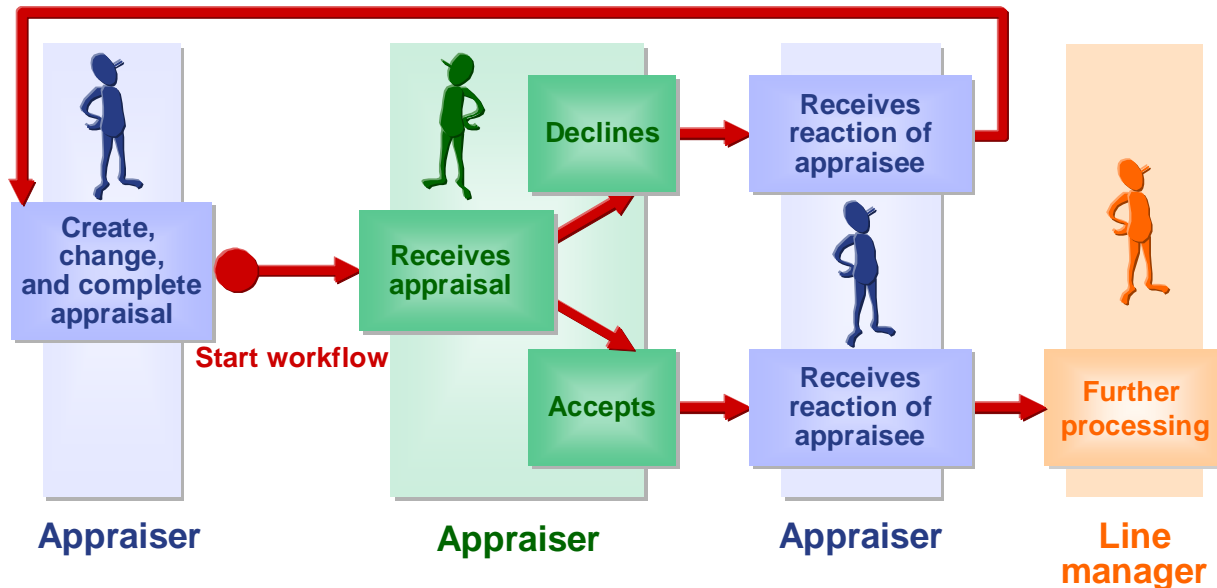 Create,
change,
and complete
appraisal
Start workflow
Receives
appraisal
Declines
Accepts
Receives
reaction of
appraisee
Receives
reaction of
appraisee
Further
processing
Appraiser
Appraiser
Appraiser
Line
manager